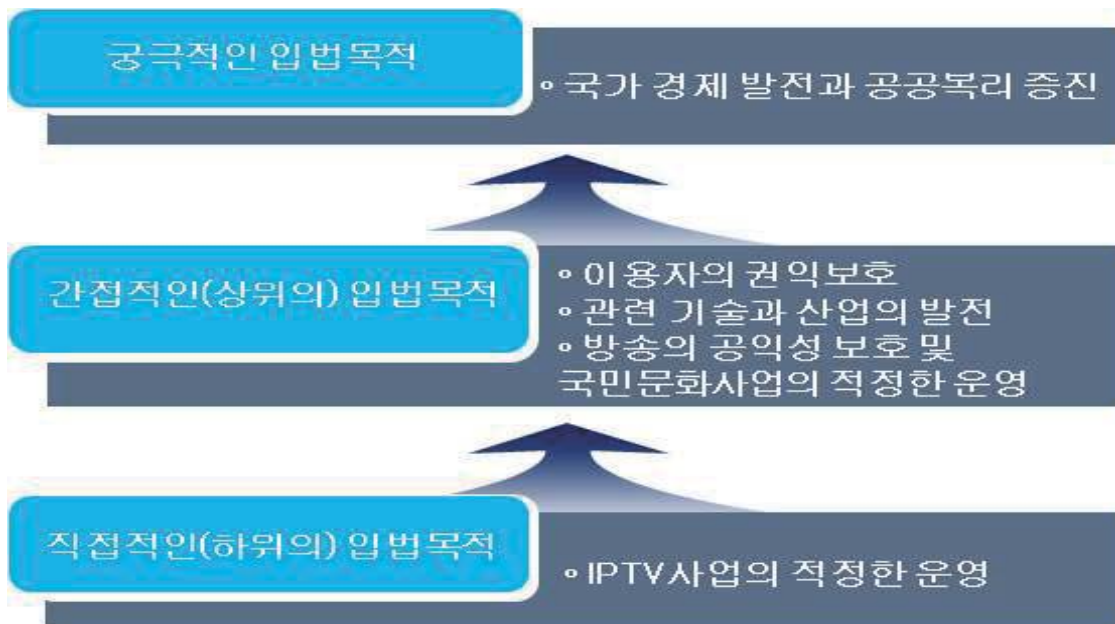 궁극적인 입법목적
∘ 국가 경제 발전과 공공복리 증진
간접적인(상위의) 입법목적
∘ 이용자의 권익보호
∘ 관련 기술과 산업의 발전
∘ 방송의 공익성 보호 및
국민문화사업의 적정한 운영
직접적인(하위의) 입법목적
∘ IPTV사업의 적정한 운영